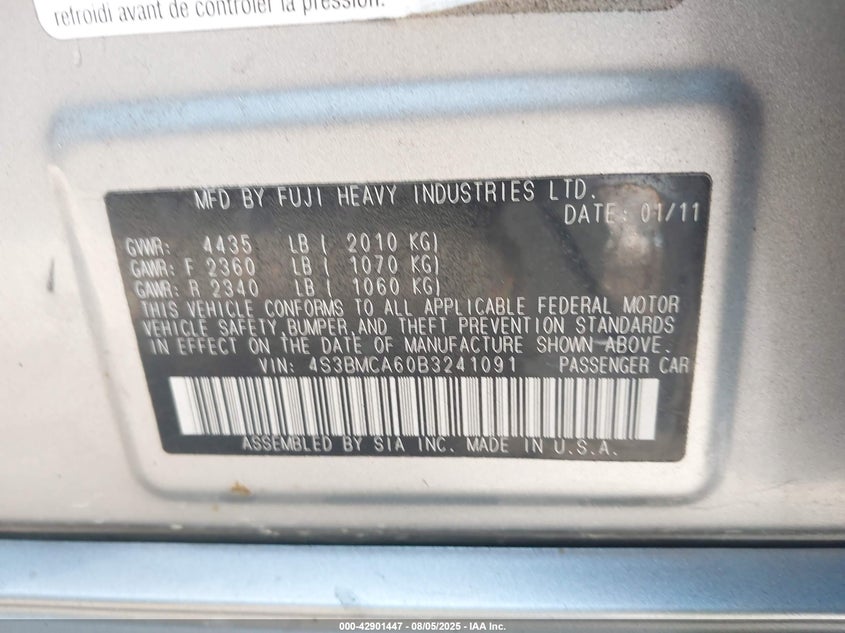 refroidi avant de contrôler la pression.
MFD BY FUJI HEAVY INDUSTRIES LTD.
DATE: 01/11
GVWR: 4435 LB ( 2010 KG)
GAWR: F 2360 LB ( 1070 KG)
GAWR: R 2340 LB ( 1060 KG)
THIS VEHICLE CONFORMS TO ALL APPLICABLE FEDERAL MOTOR
VEHICLE SAFETY, BUMPER, AND THEFT PREVENTION STANDARDS
IN EFFECT ON THE DATE OF MANUFACTURE SHOWN ABOVE.
VIN: 4S3BMCA60B3241091 PASSENGER CAR
ASSEMBLED BY SIA INC. MADE IN U.S.A.
000-42901447 - 08/05/2025 - IAA Inc.